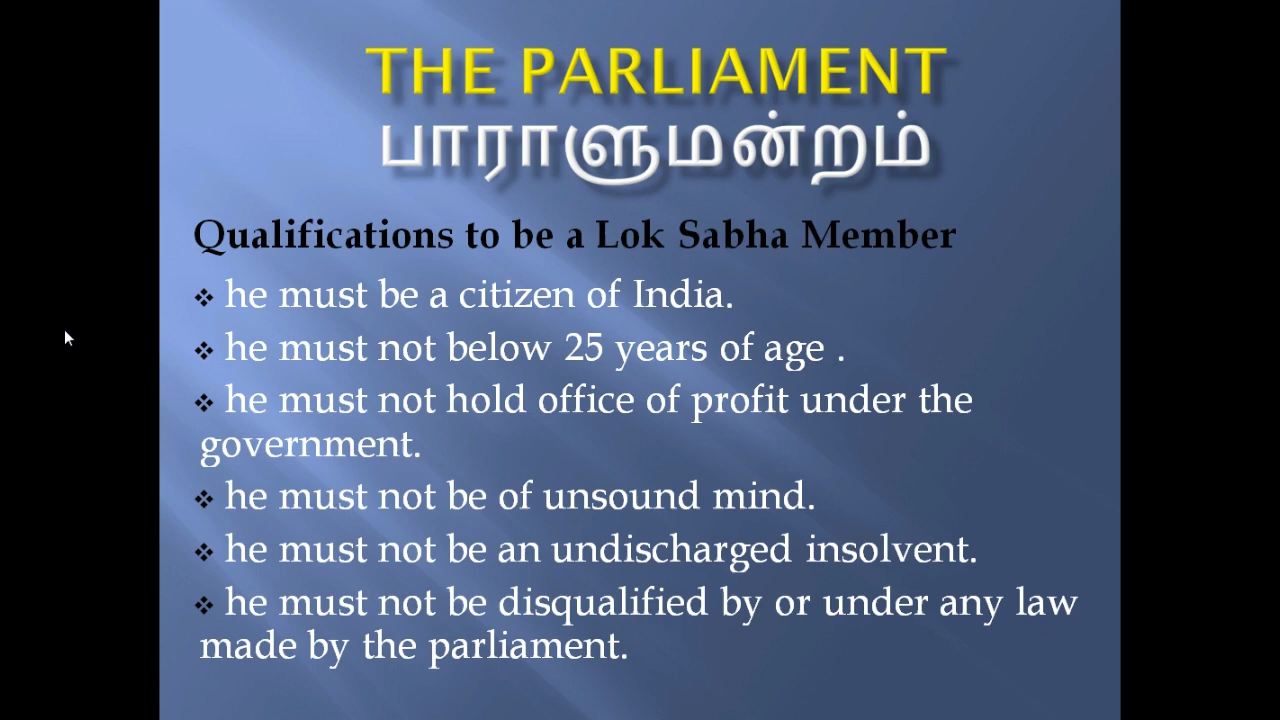 THE PARLIAMENT
பாராளுமன்றம்
Qualifications to be a Lok Sabha Member
❖ he must be a citizen of India.
❖ he must not below 25 years of age .
❖ he must not hold office of profit under the
government.
❖ he must not be of unsound mind.
❖ he must not be an undischarged insolvent.
❖ he must not be disqualified by or under any law
made by the parliament.